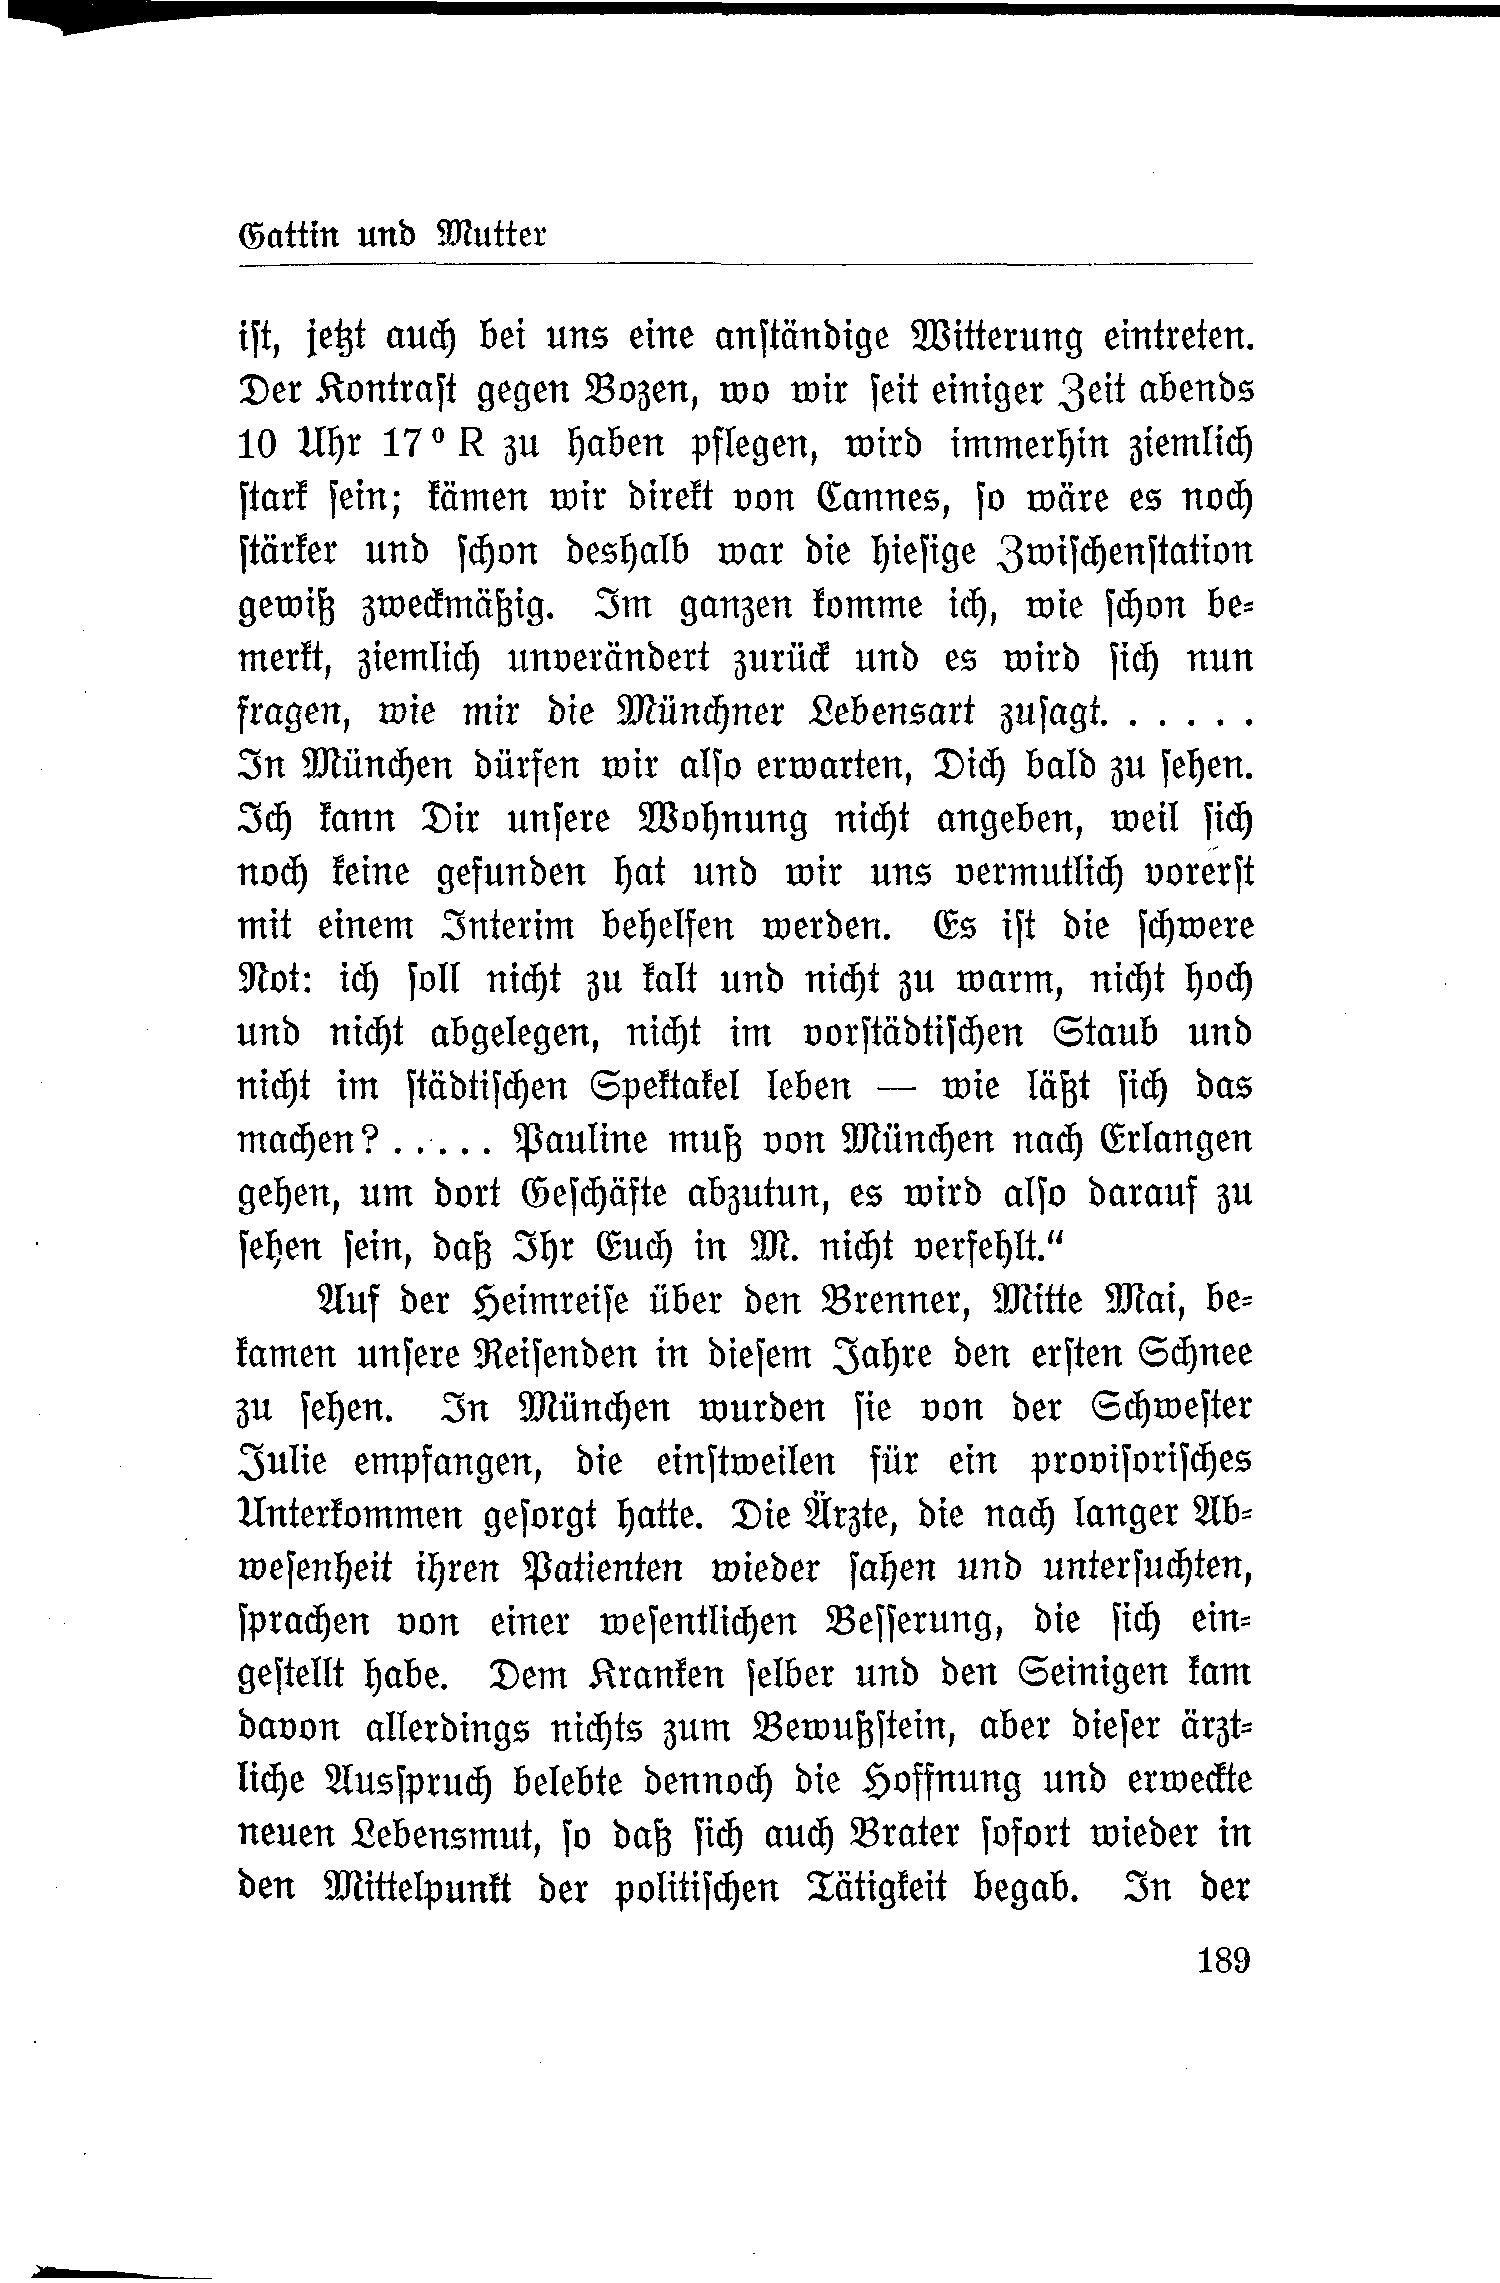 Gattin und Mutter
ist, jetzt auch bei uns eine anständige Witterung eintreten.
Der Kontrast gegen Bozen, wo wir seit einiger Zeit abends
10 Uhr 17⁰ R zu haben pflegen, wird immerhin ziemlich
stark sein; kämen wir direkt von Cannes, so wäre es noch
stärker und schon deshalb war die hiesige Zwischenstation
gewiß zweckmäßig. Im ganzen komme ich, wie schon be-
merkt, ziemlich unverändert zurück und es wird sich nun
fragen, wie mir die Münchner Lebensart zusagt. . . . . .
In München dürfen wir also erwarten, Dich bald zu sehen.
Ich kann Dir unsere Wohnung nicht angeben, weil sich
noch keine gefunden hat und wir uns vermutlich vorerst
mit einem Interim behelfen werden. Es ist die schwere
Not: ich soll nicht zu kalt und nicht zu warm, nicht hoch
und nicht abgelegen, nicht im vorstädtischen Staub und
nicht im städtischen Spektakel leben — wie läßt sich das
machen? . . . . . Pauline muß von München nach Erlangen
gehen, um dort Geschäfte abzutun, es wird also darauf zu
sehen sein, daß Ihr Euch in M. nicht verfehlt.“
Auf der Heimreise über den Brenner, Mitte Mai, be-
kamen unsere Reisenden in diesem Jahre den ersten Schnee
zu sehen. In München wurden sie von der Schwester
Julie empfangen, die einstweilen für ein provisorisches
Unterkommen gesorgt hatte. Die Ärzte, die nach langer Ab-
wesenheit ihren Patienten wieder sahen und untersuchten,
sprachen von einer wesentlichen Besserung, die sich ein-
gestellt habe. Dem Kranken selber und den Seinigen kam
davon allerdings nichts zum Bewußstein, aber dieser ärzt-
liche Ausspruch belebte dennoch die Hoffnung und erweckte
neuen Lebensmut, so daß sich auch Brater sofort wieder in
den Mittelpunkt der politischen Tätigkeit begab. In der
189